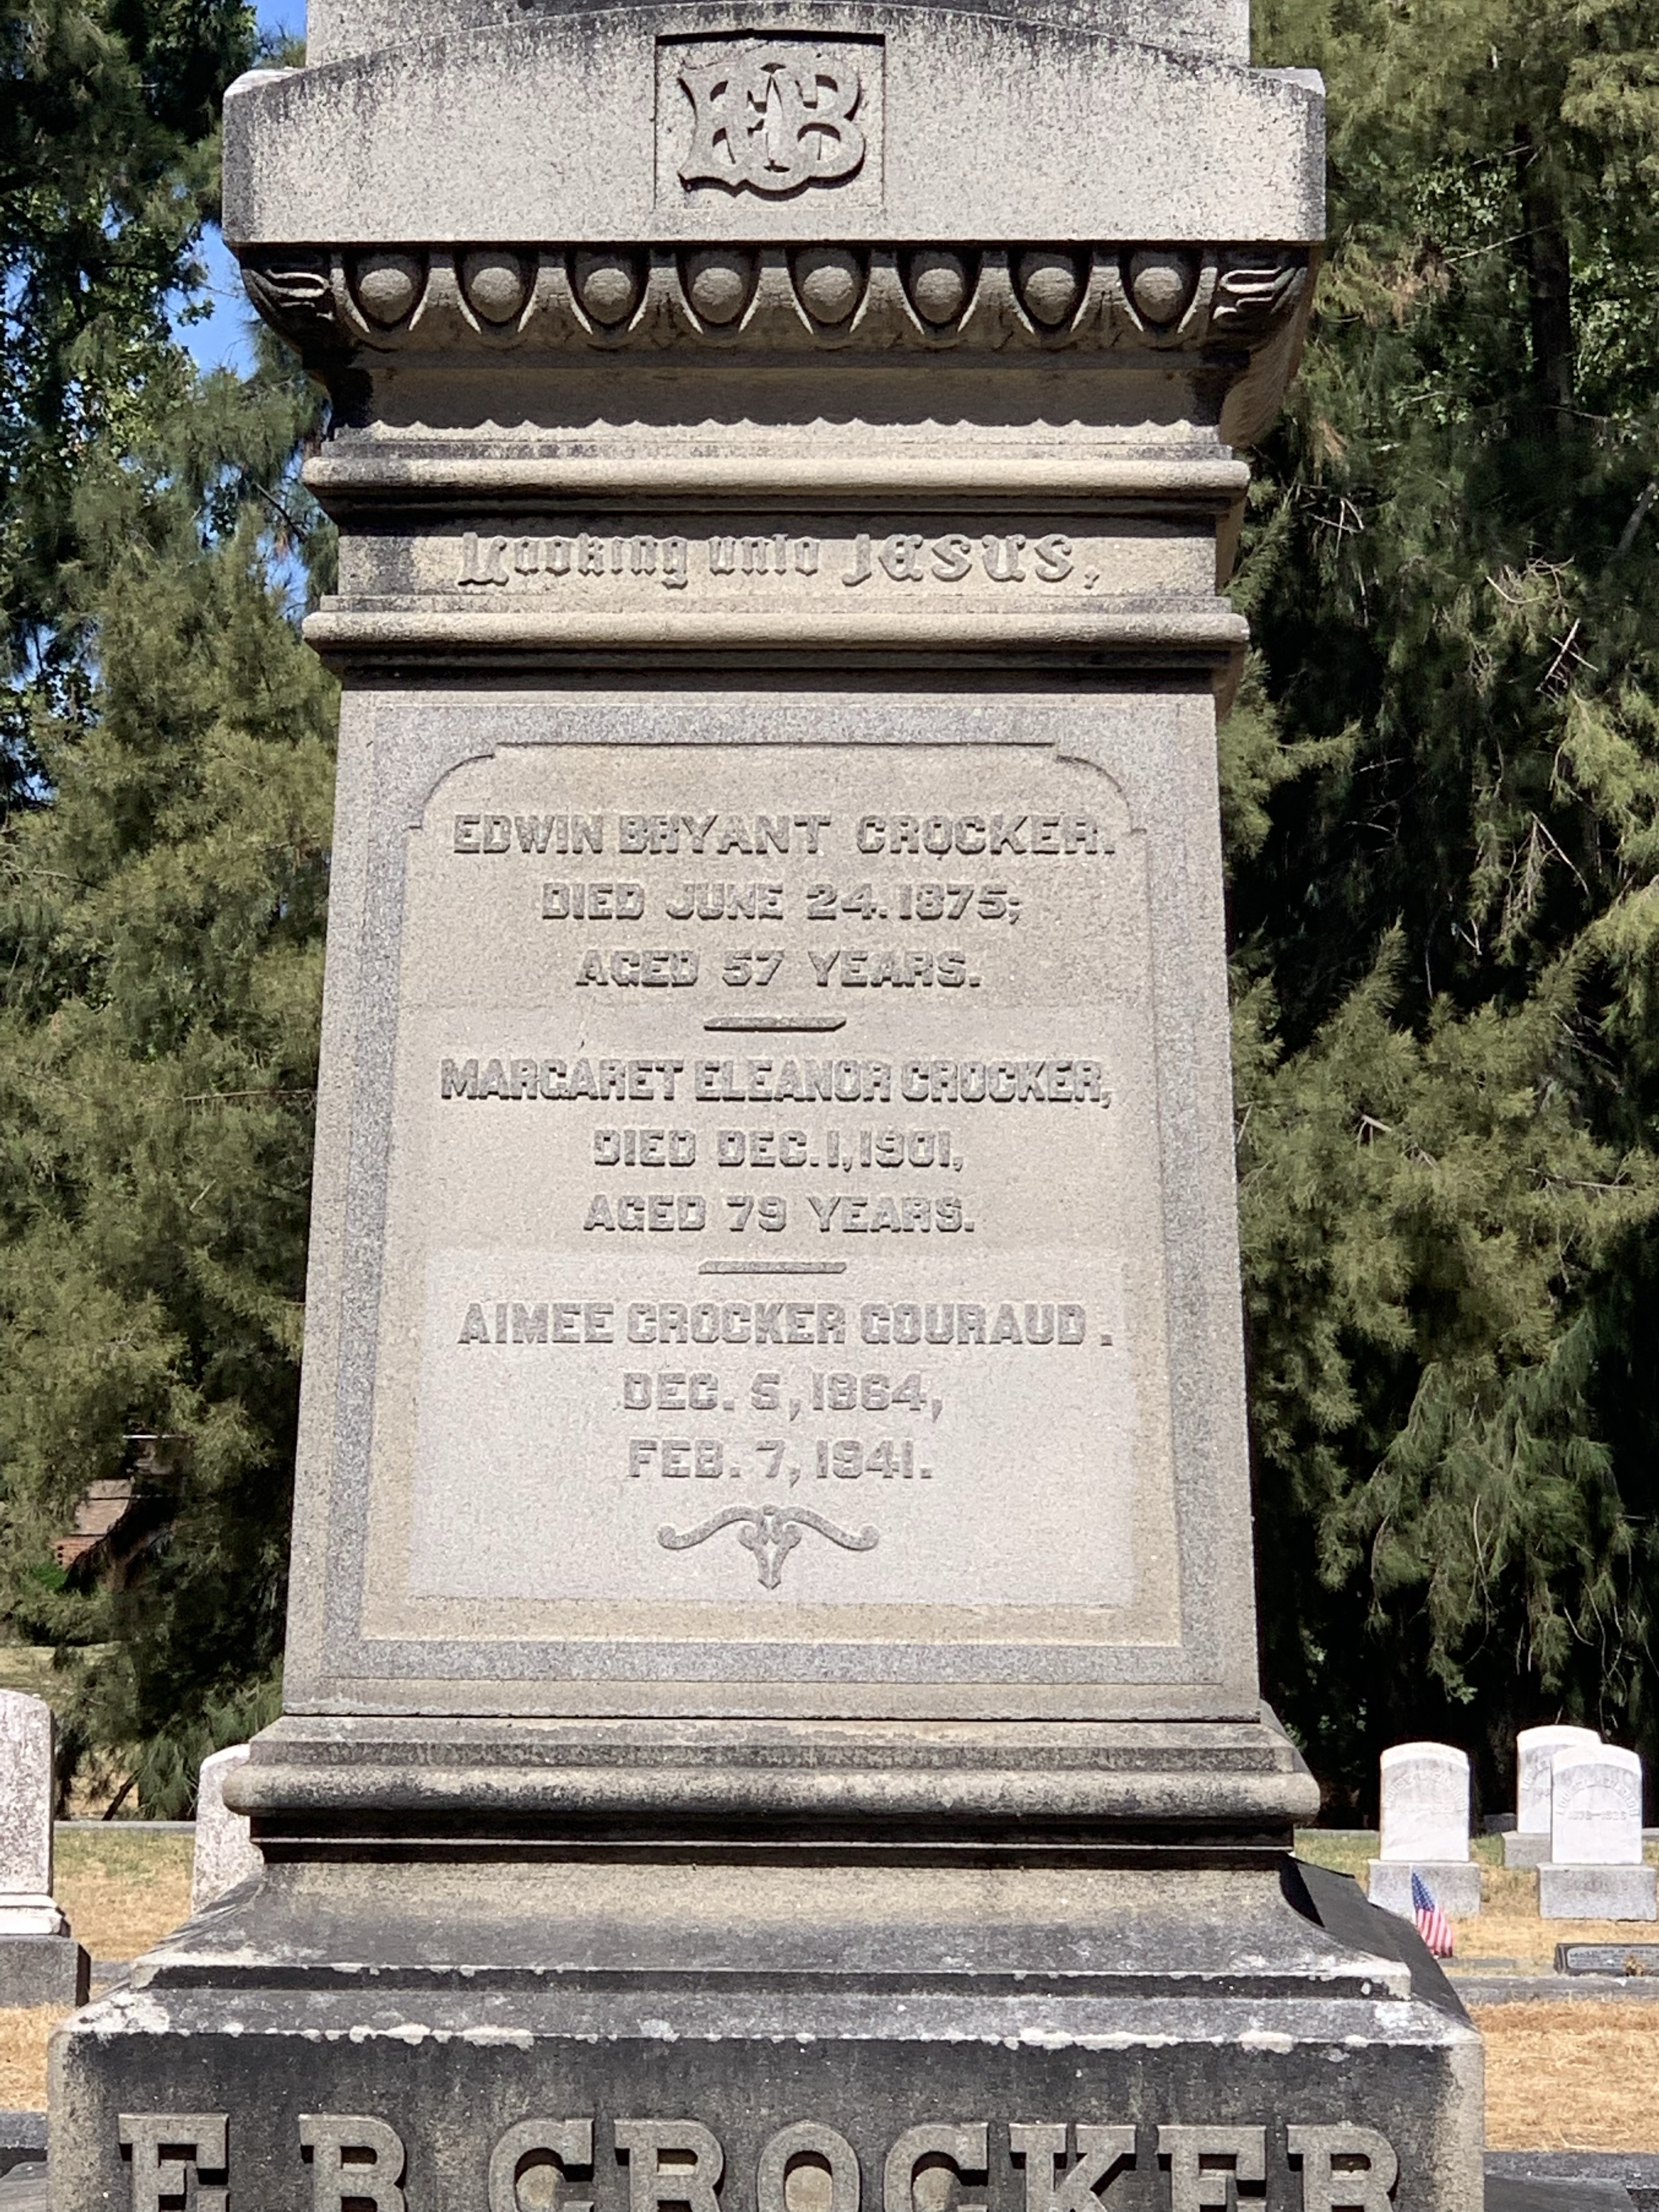 ECB
Looking unto JESUS,
EDWIN BRYANT CROCKER.
DIED JUNE 24. 1875;
AGED 57 YEARS.
MARGARET ELEANOR CROCKER,
DIED DEC. 1, 1901,
AGED 79 YEARS.
AIMEE CROCKER GOURAUD.
DEC. 5, 1864,
FEB. 7, 1941.
E B CROCKER